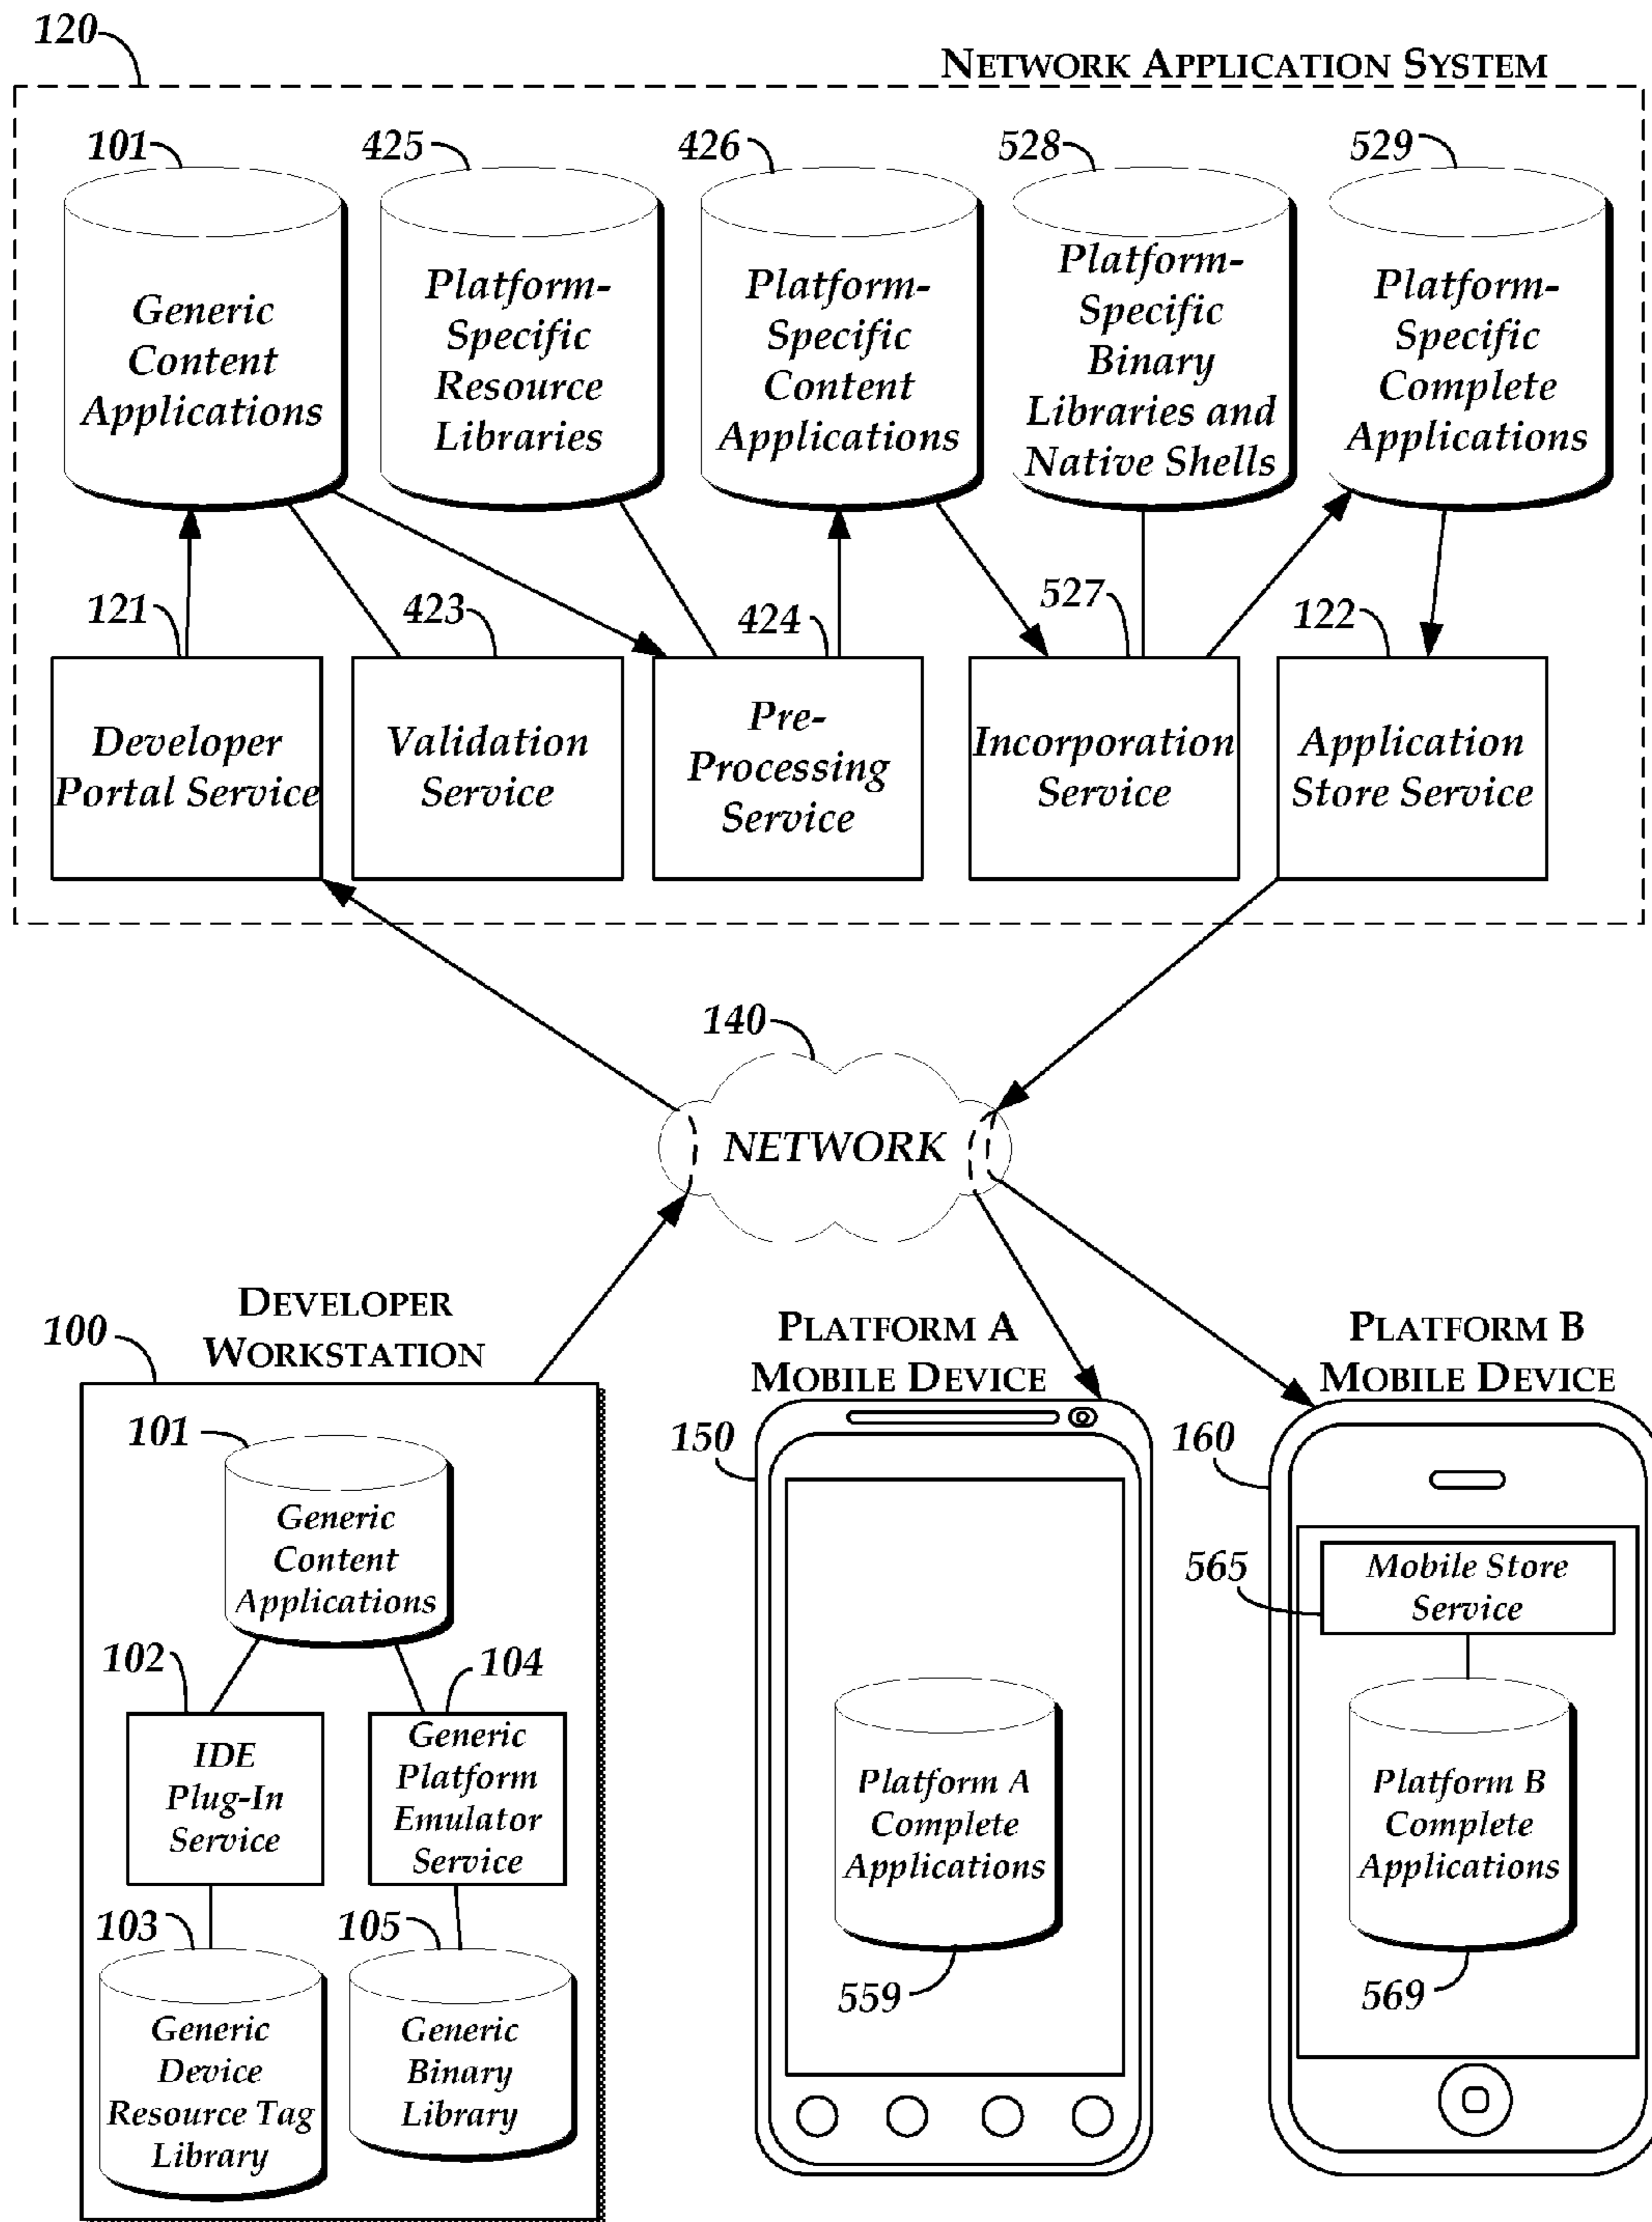 120
NETWORK APPLICATION SYSTEM
101
425
426
528
529
Generic
Content
Applications
Platform-
Specific
Resource
Libraries
Platform-
Specific
Content
Applications
Platform-
Specific
Binary
Libraries and
Native Shells
Platform-
Specific
Complete
Applications
121
423
424
527
122
Developer
Portal Service
Validation
Service
Pre-
Processing
Service
Incorporation
Service
Application
Store Service
140
NETWORK
DEVELOPER
WORKSTATION
100
101
Generic
Content
Applications
102
104
IDE
Plug-In
Service
Generic
Platform
Emulator
Service
103
105
Generic
Device
Resource Tag
Library
Generic
Binary
Library
PLATFORM A
MOBILE DEVICE
150
Platform A
Complete
Applications
559
PLATFORM B
MOBILE DEVICE
160
565
Mobile Store
Service
Platform B
Complete
Applications
569